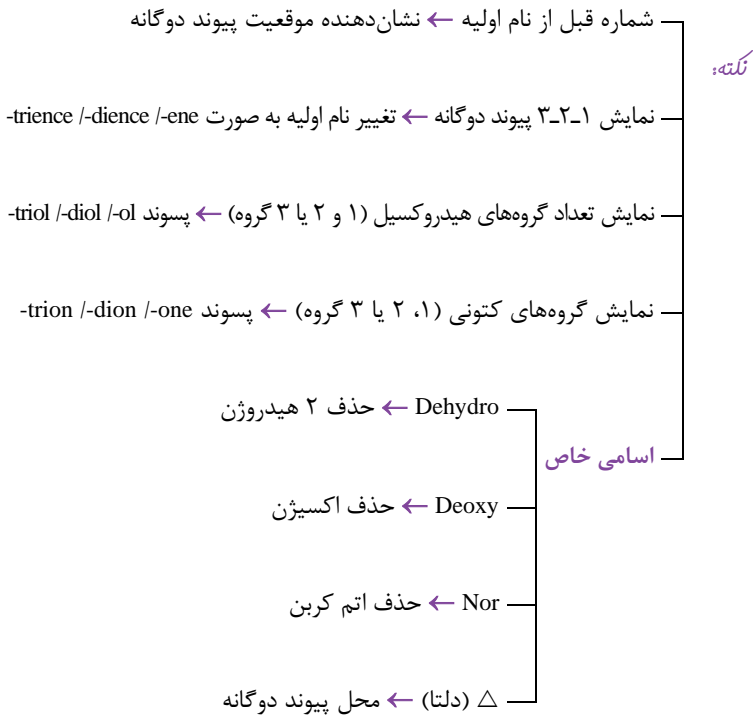 شماره قبل از نام اولیه ← نشان‌دهنده موقعیت پیوند دوگانه
نکته:
نمایش ۱ـ۲ـ۳ پیوند دوگانه ← تغییر نام اولیه به صورت -trience /-dience /-ene
نمایش تعداد گروه‌های هیدروکسیل (۱ و ۲ یا ۳ گروه) ← پسوند -triol /-diol /-ol
نمایش گروه‌های کتونی (۱، ۲ یا ۳ گروه) ← پسوند -trion /-dion /-one
Dehydro ← حذف ۲ هیدروژن
اسامی خاص
Deoxy ← حذف اکسیژن
Nor ← حذف اتم کربن
△ (دلتا) ← محل پیوند دوگانه